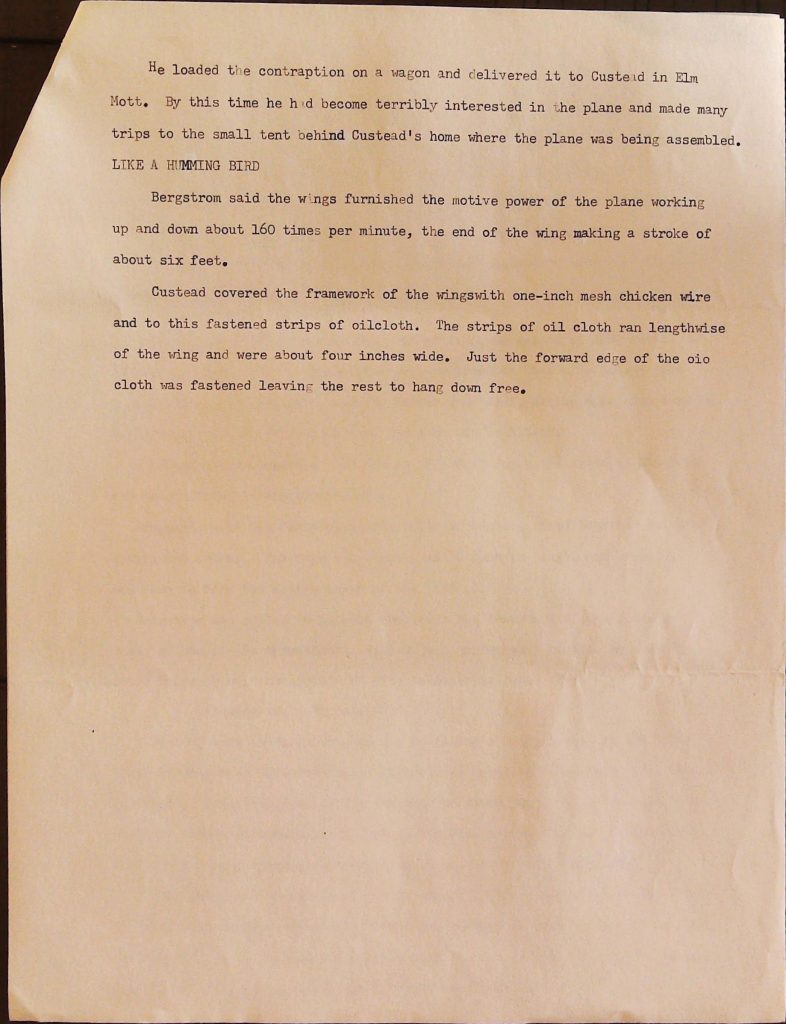 He loaded the contraption on a wagon and delivered it to Custead in Elm
Mott. By this time he had become terribly interested in the plane and made many
trips to the small tent behind Custead's home where the plane was being assembled.
LIKE A HUMMING BIRD
Bergstrom said the wings furnished the motive power of the plane working
up and down about 160 times per minute, the end of the wing making a stroke of
about six feet.
Custead covered the framework of the wingswith one-inch mesh chicken wire
and to this fastened strips of oilcloth. The strips of oil cloth ran lengthwise
of the wing and were about four inches wide. Just the forward edge of the oio
cloth was fastened leaving the rest to hang down free.